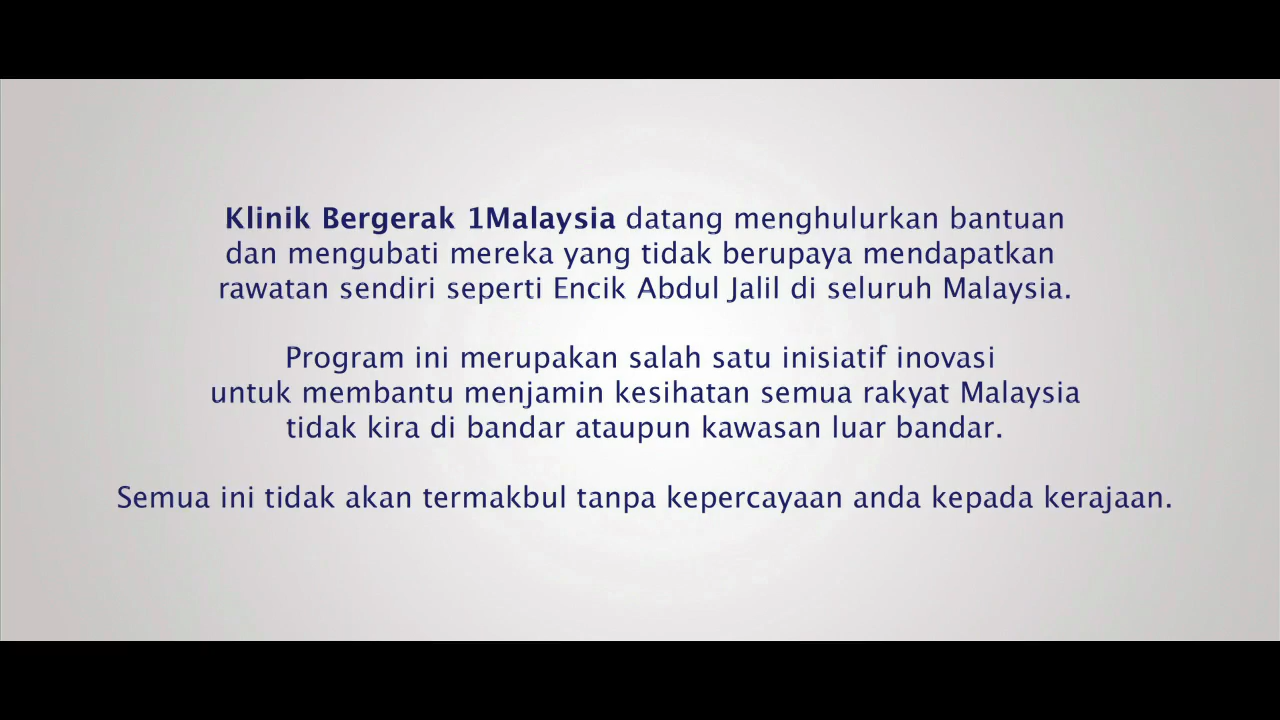 Klinik Bergerak 1Malaysia datang menghulurkan bantuan
dan mengubati mereka yang tidak berupaya mendapatkan
rawatan sendiri seperti Encik Abdul Jalil di seluruh Malaysia.
Program ini merupakan salah satu inisiatif inovasi
untuk membantu menjamin kesihatan semua rakyat Malaysia
tidak kira di bandar ataupun kawasan luar bandar.
Semua ini tidak akan termakbul tanpa kepercayaan anda kepada kerajaan.